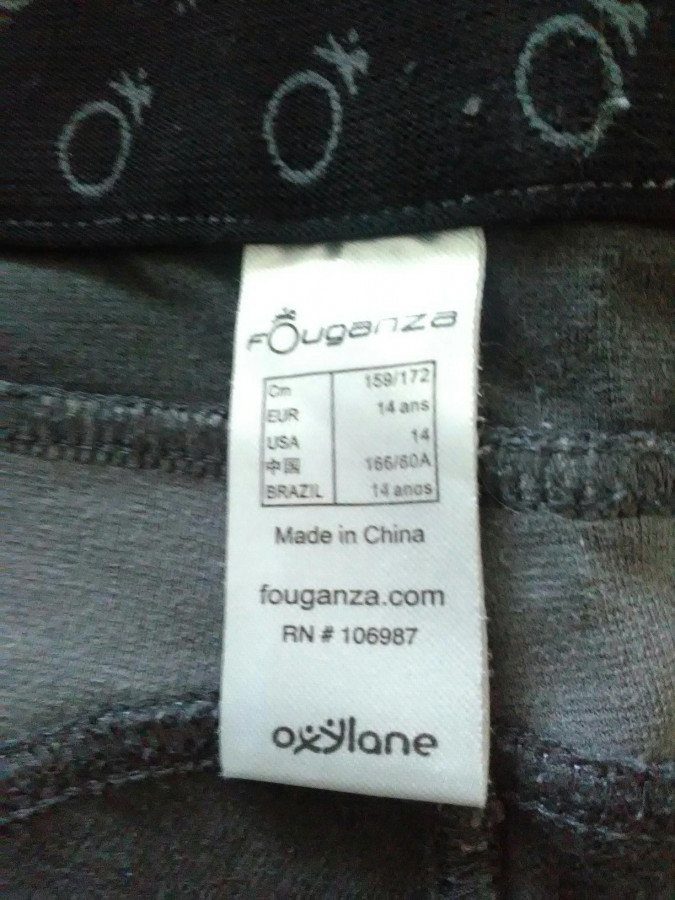 Fouganza
Cm 159/172
EUR 14 ans
USA 14
中国 166/80A
BRAZIL 14 anos
Made in China
fouganza.com
RN # 106987
oxylane